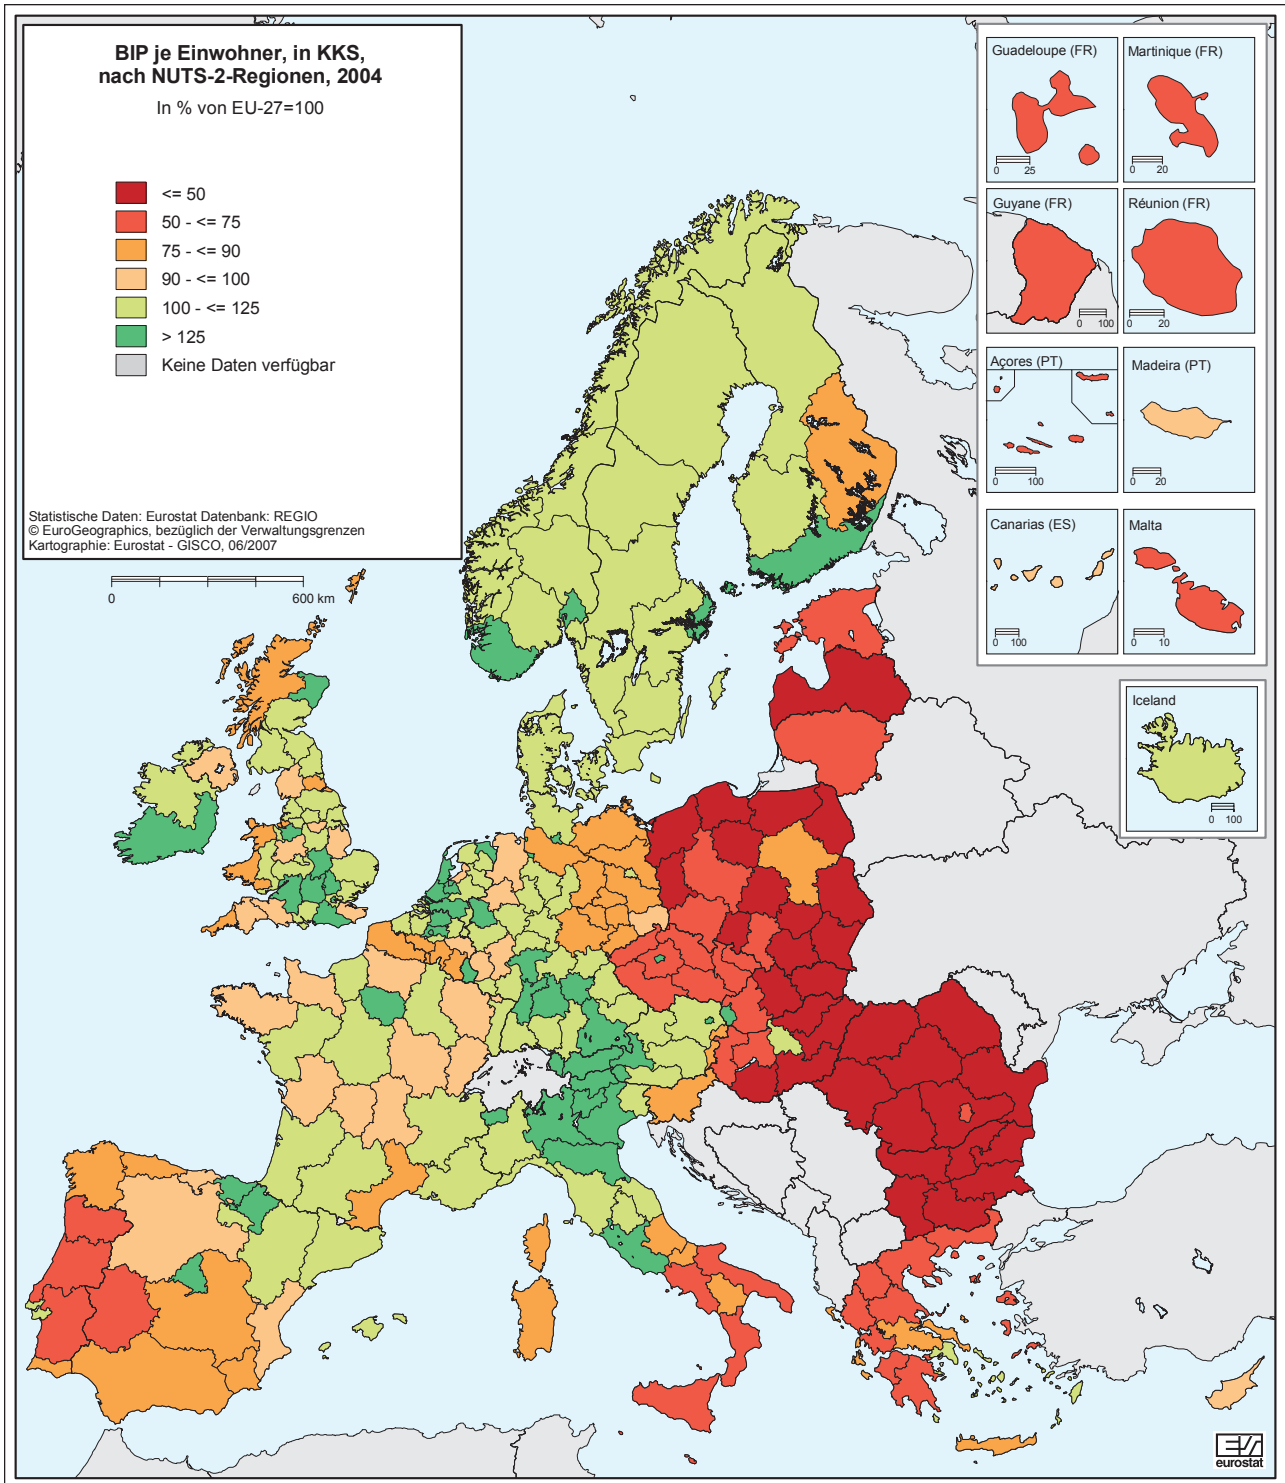 BIP je Einwohner, in KKS,
nach NUTS-2-Regionen, 2004
In % von EU-27=100
<= 50
50 - <= 75
75 - <= 90
90 - <= 100
100 - <= 125
> 125
Keine Daten verfügbar
Statistische Daten: Eurostat Datenbank: REGIO
© EuroGeographics, bezüglich der Verwaltungsgrenzen
Kartographie: Eurostat - GISCO, 06/2007
0 600 km
Guadeloupe (FR)
0 25
Martinique (FR)
0 20
Guyane (FR)
0 100
Réunion (FR)
0 20
Açores (PT)
0 100
Madeira (PT)
0 20
Canarias (ES)
0 100
Malta
0 10
Iceland
0 100
eurostat